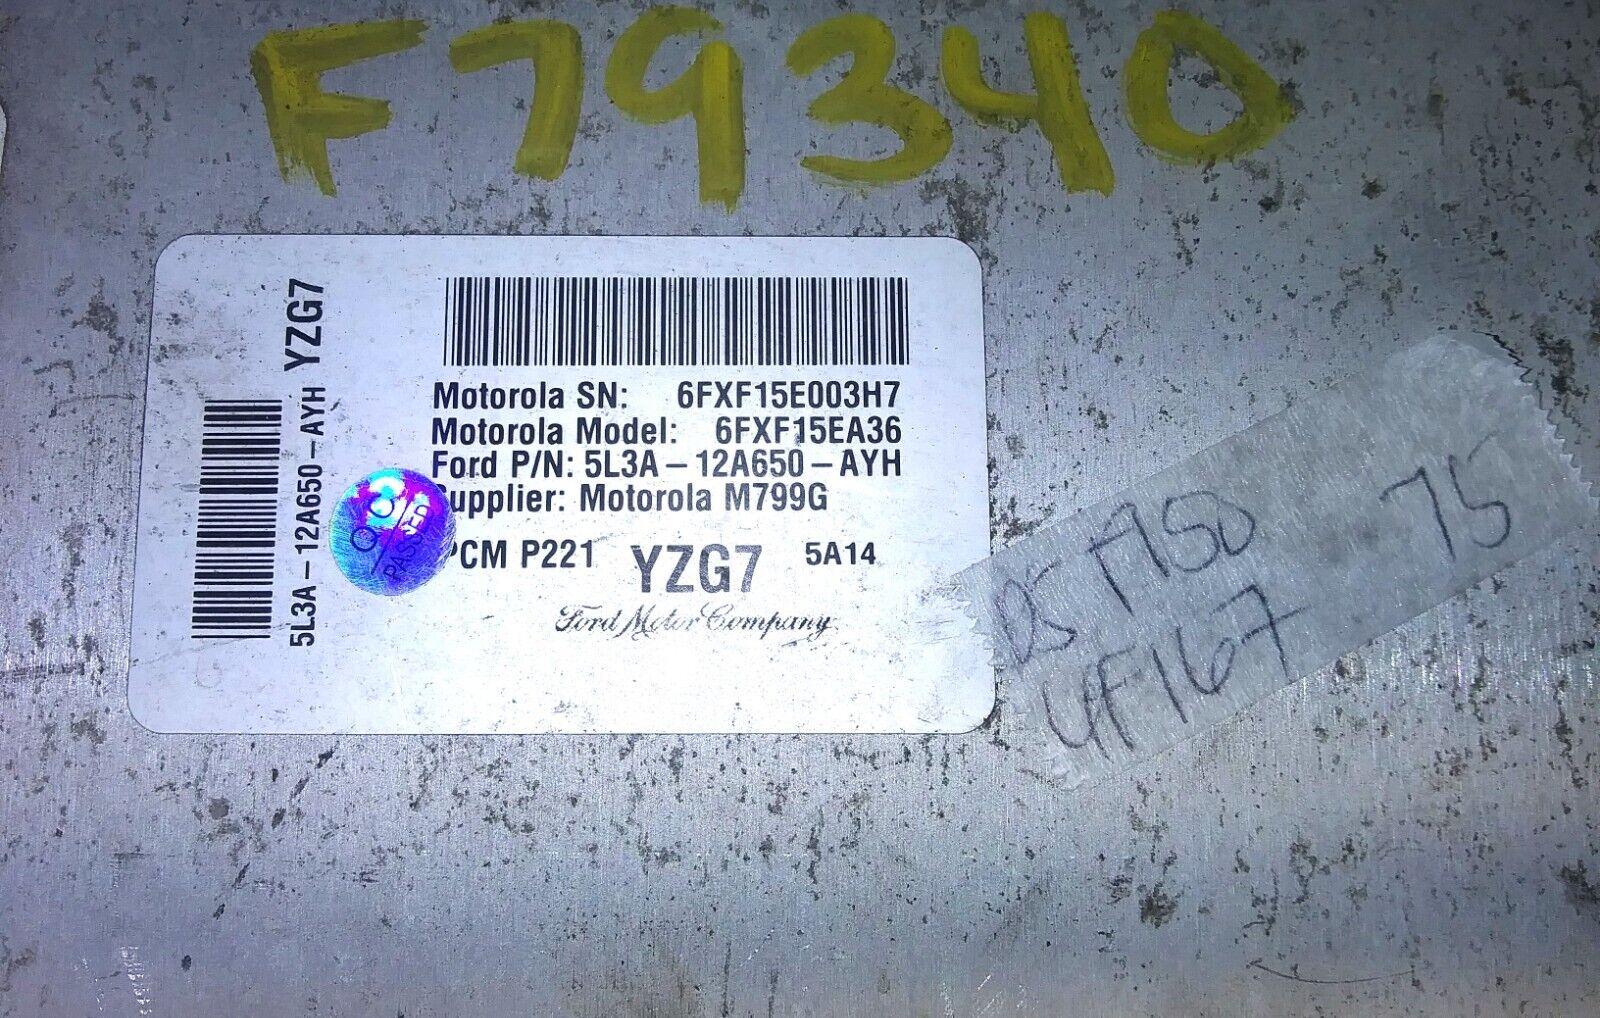 F79340
5L3A-12A650-AYH YZG7
Motorola SN: 6FXF15E003H7
Motorola Model: 6FXF15EA36
Ford P/N: 5L3A-12A650-AYH
Supplier: Motorola M799G
PCM P221 YZG7 5A14
Ford Motor Company
PASSED
05 F150 75
4F167